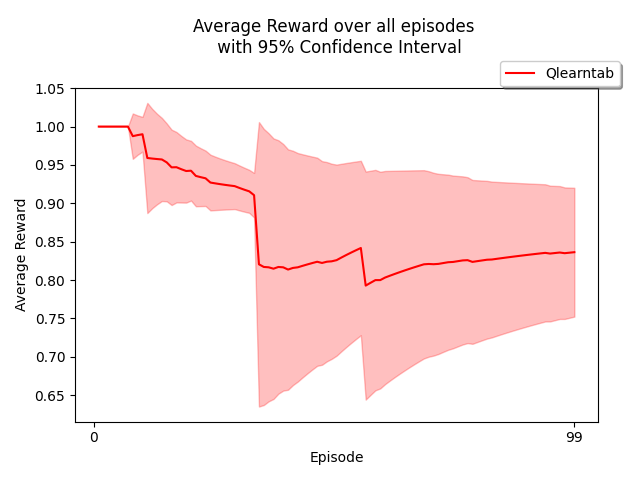 Average Reward over all episodes
with 95% Confidence Interval
Qlearntab
1.05
1.00
0.95
0.90
0.85
0.80
0.75
0.70
0.65
Average Reward
0
99
Episode